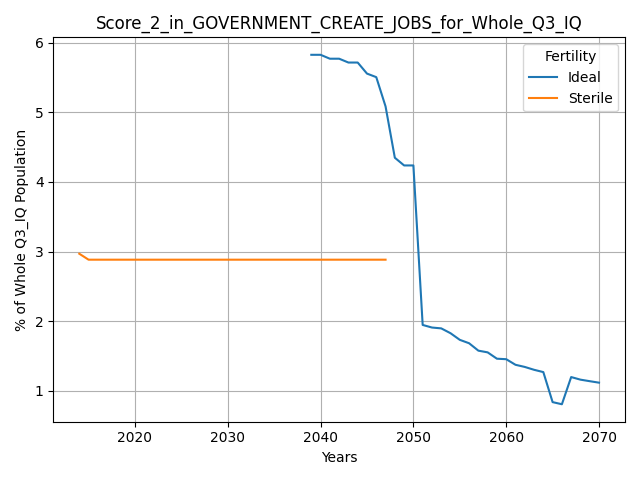 Score_2_in_GOVERNMENT_CREATE_JOBS_for_Whole_Q3_IQ
6
5
4
3
2
1
% of Whole Q3_IQ Population
Fertility
Ideal
Sterile
2020 2030 2040 2050 2060 2070
Years